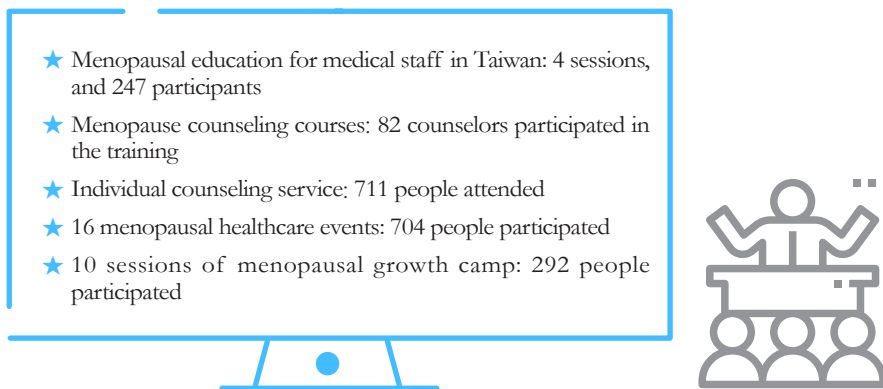 ★ Menopausal education for medical staff in Taiwan: 4 sessions,
and 247 participants
★ Menopause counseling courses: 82 counselors participated in
the training
★ Individual counseling service: 711 people attended
★ 16 menopausal healthcare events: 704 people participated
★ 10 sessions of menopausal growth camp: 292 people
participated